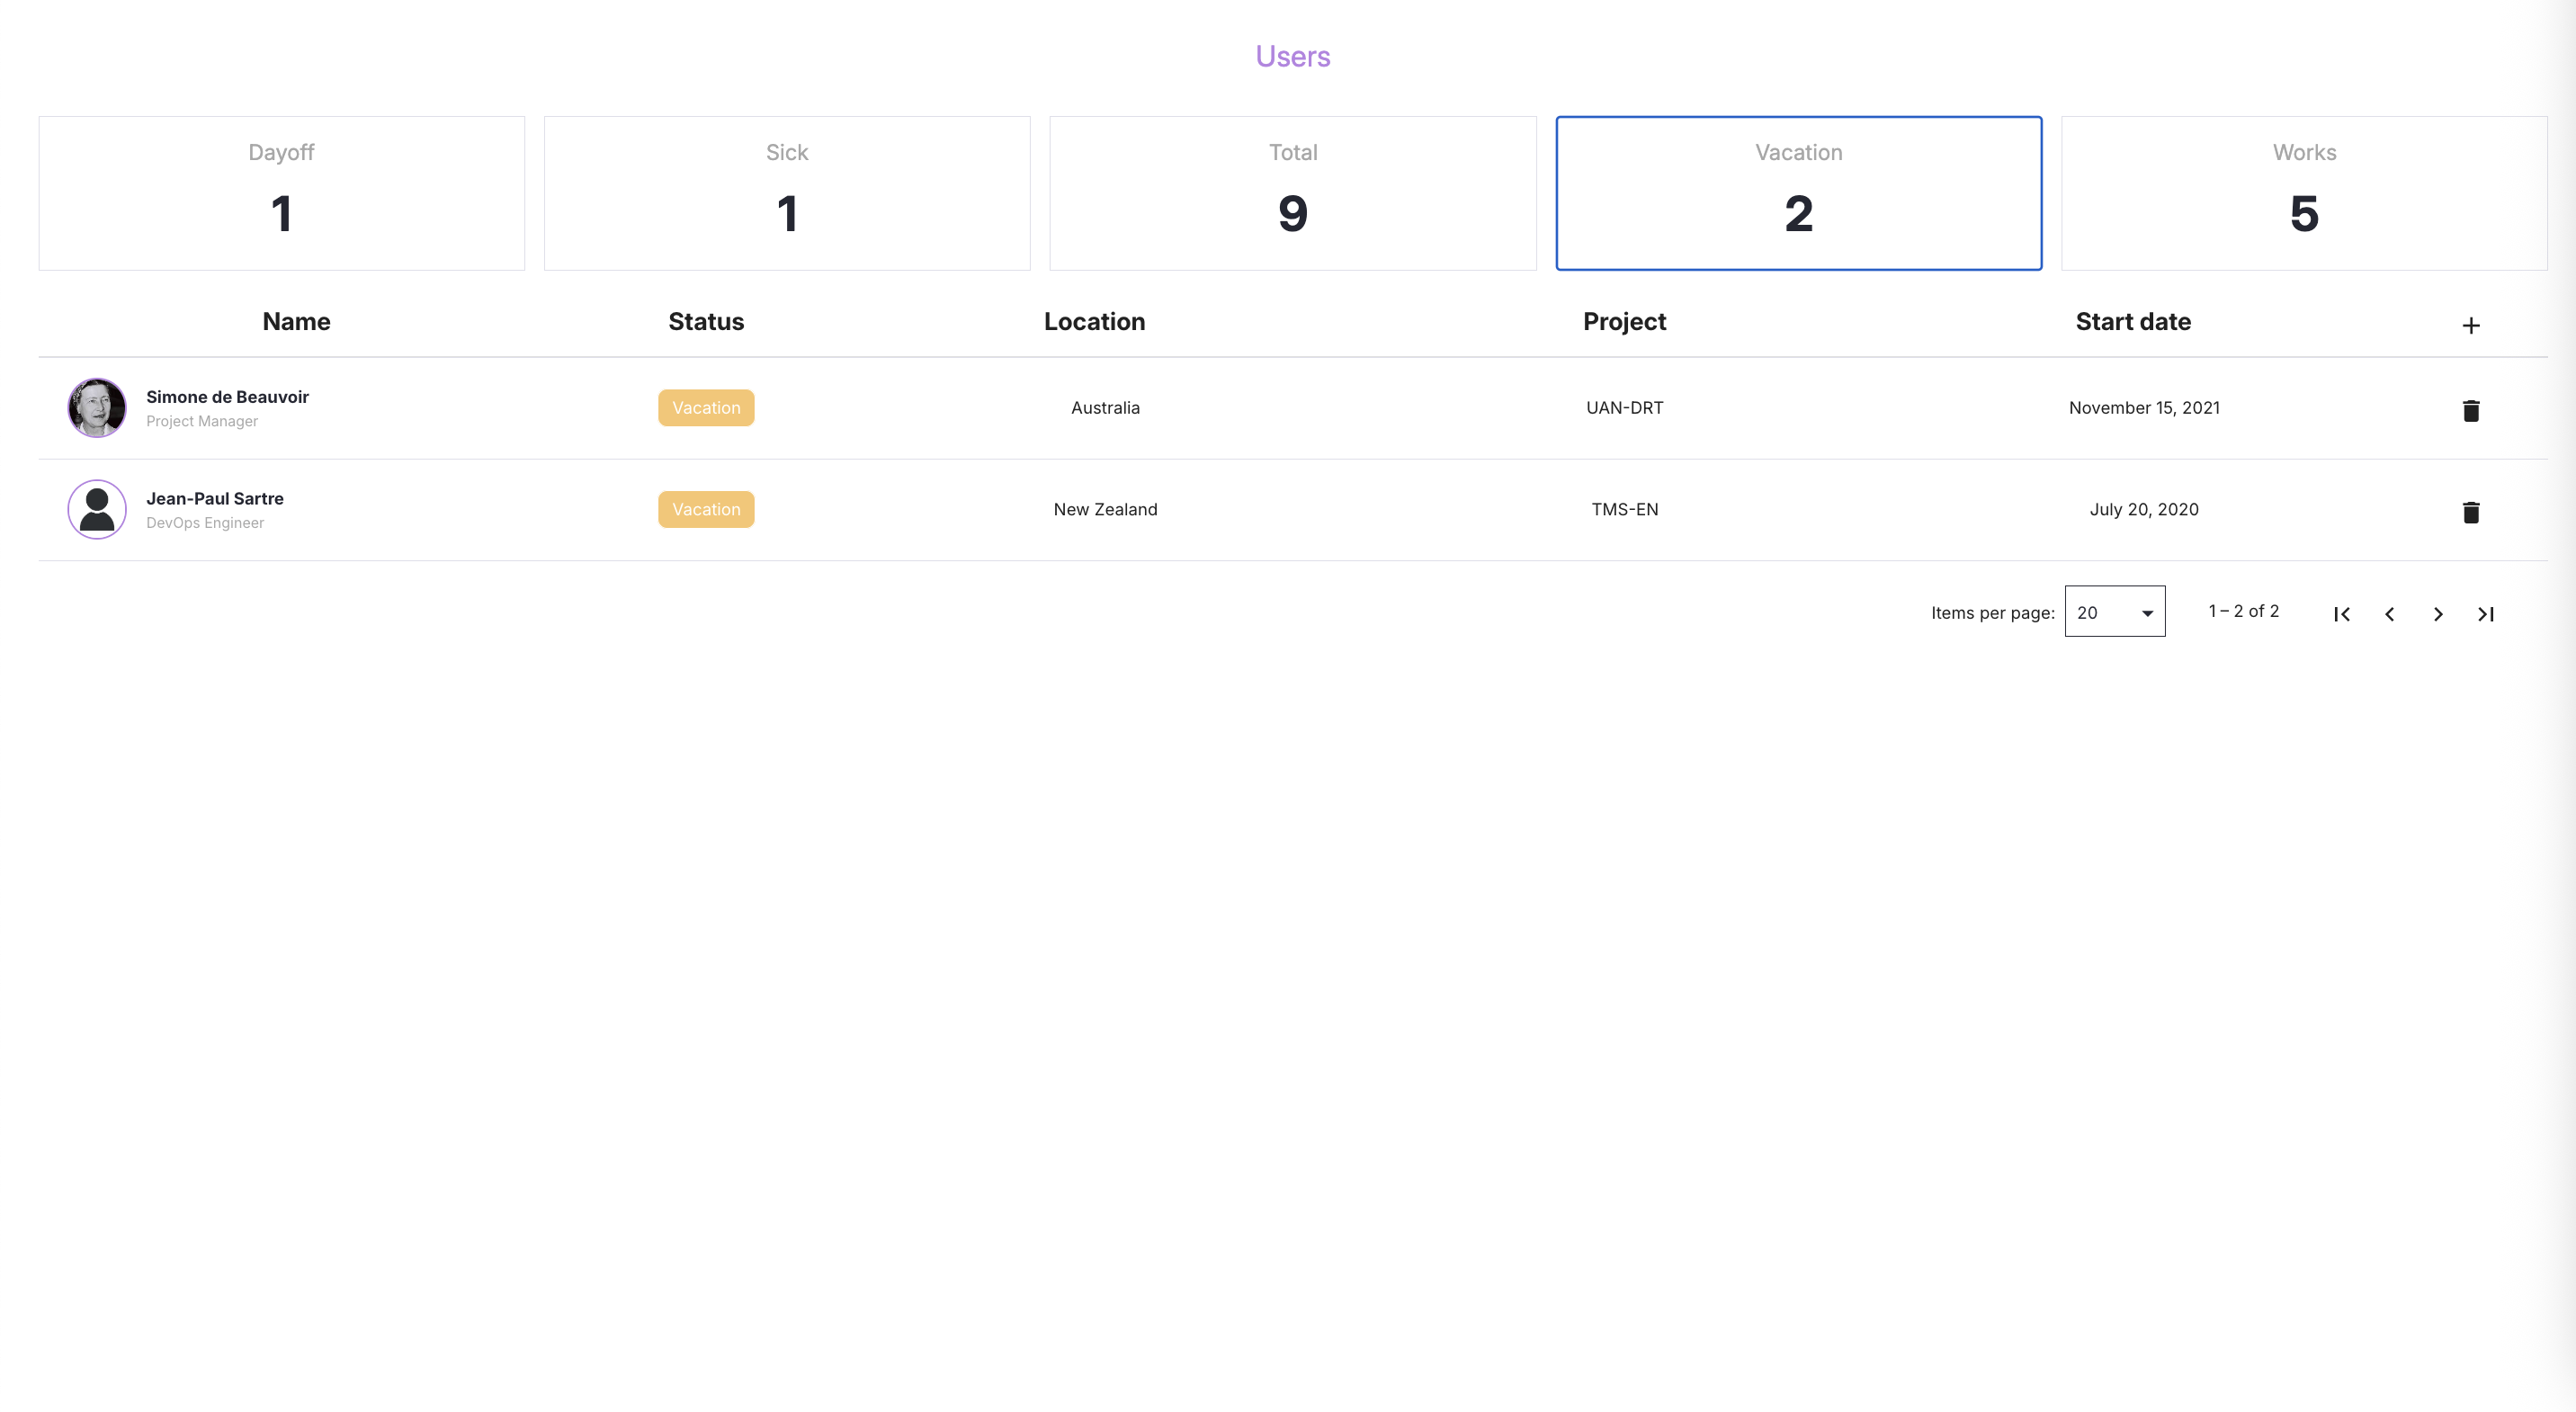 Users
Dayoff Sick Total Vacation Works
1 1 9 2 5
Name Status Location Project Start date +
Simone de Beauvoir
Project Manager
Vacation Australia UAN-DRT November 15, 2021
Jean-Paul Sartre
DevOps Engineer
Vacation New Zealand TMS-EN July 20, 2020
Items per page: 20 1 – 2 of 2